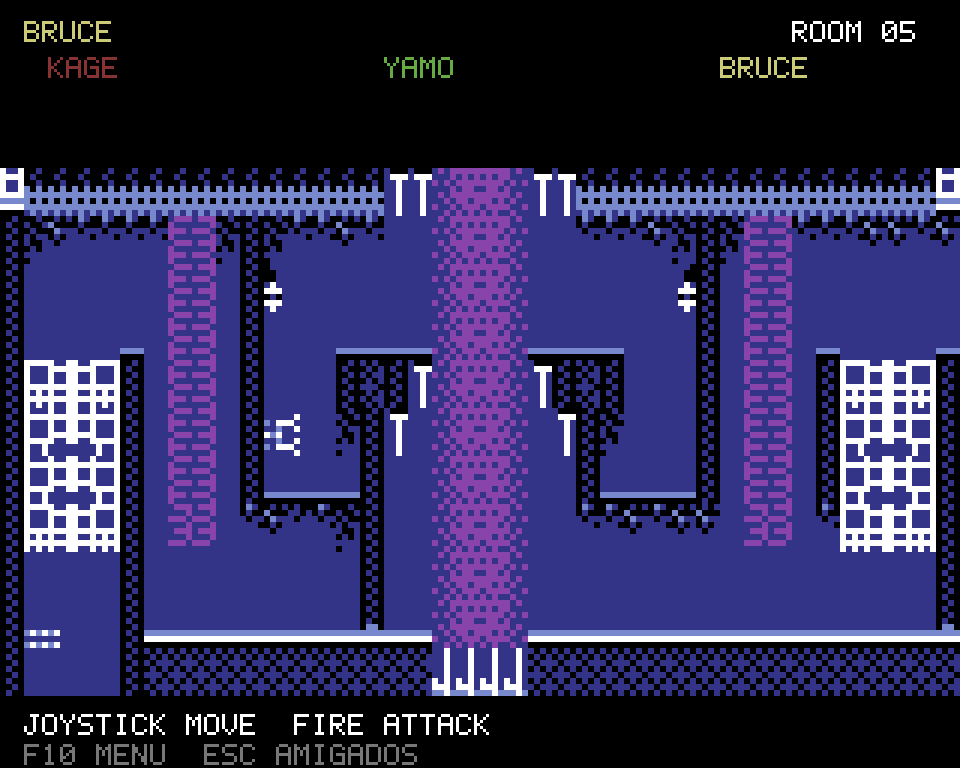 BRUCE ROOM 05
KAGE YAMO BRUCE
JOYSTICK MOVE FIRE ATTACK
F10 MENU ESC AMIGADOS